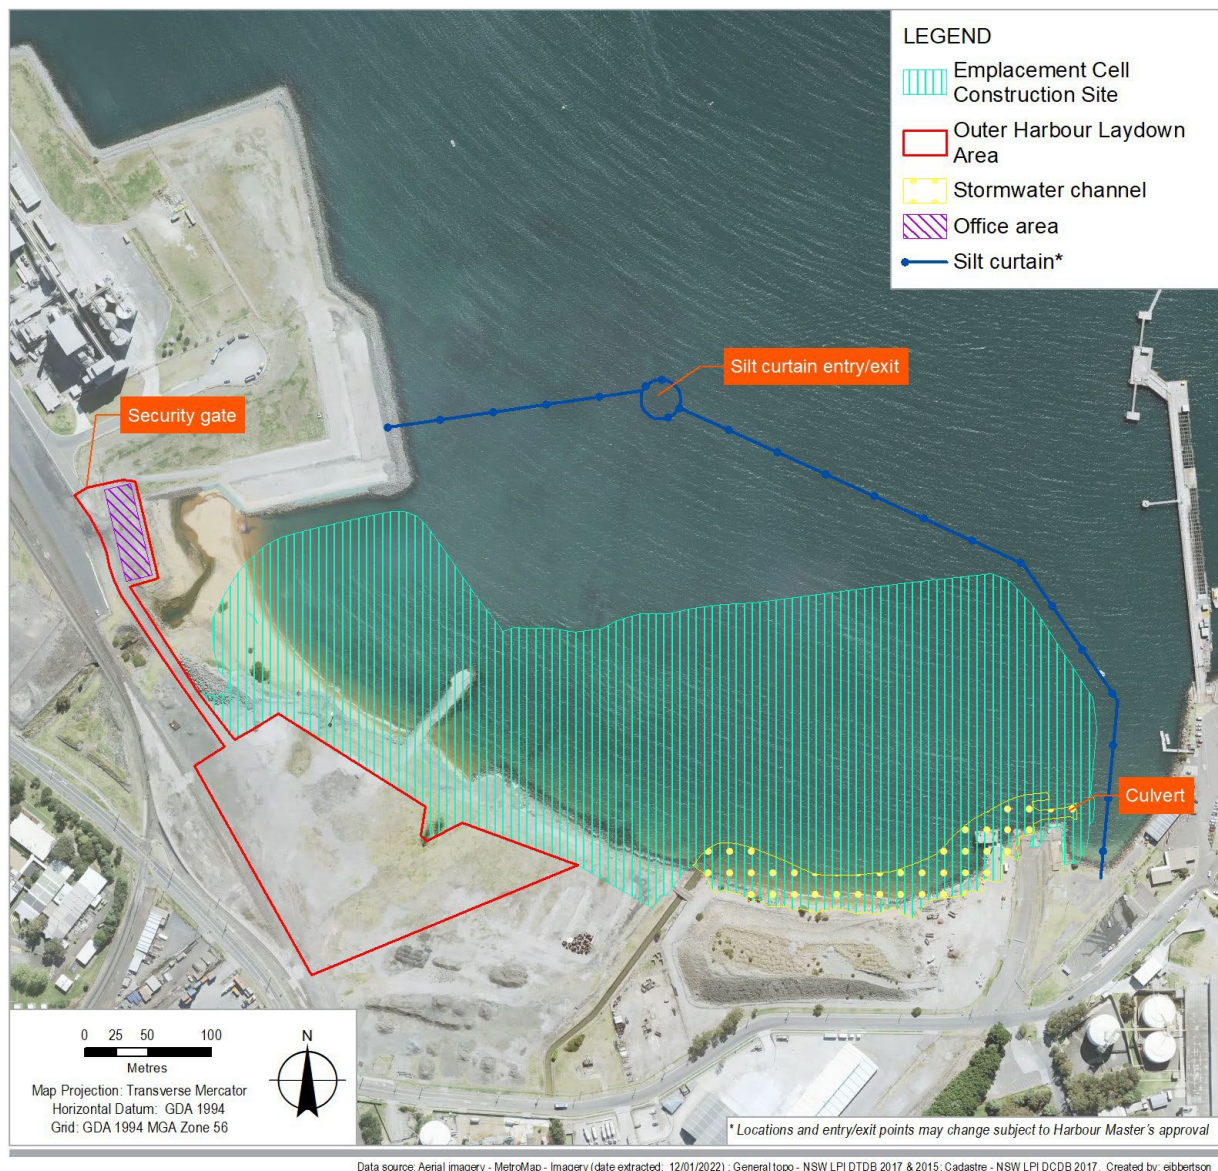 LEGEND
Emplacement Cell
Construction Site
Outer Harbour Laydown
Area
Stormwater channel
Office area
Silt curtain*
Silt curtain entry/exit
Security gate
Culvert
0 25 50 100
Metres
Map Projection: Transverse Mercator
Horizontal Datum: GDA 1994
Grid: GDA 1994 MGA Zone 56
N
* Locations and entry/exit points may change subject to Harbour Master's approval
Data source: Aerial imagery - MetroMap - Imagery (date extracted: 12/01/2022) ; General topo - NSW LPI DTDB 2017 & 2015; Cadastre - NSW LPI DCDB 2017. Created by: eibbertson